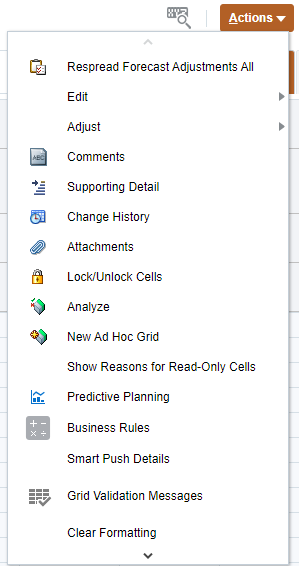 Actions
Respread Forecast Adjustments All
Edit
Adjust
ABC
Comments
Supporting Detail
Change History
Attachments
Lock/Unlock Cells
Analyze
New Ad Hoc Grid
Show Reasons for Read-Only Cells
Predictive Planning
Business Rules
Smart Push Details
Grid Validation Messages
Clear Formatting